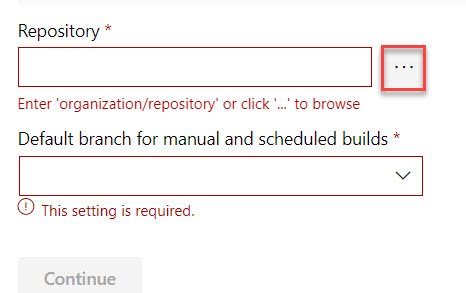 Repository *
...
Enter 'organization/repository' or click '...' to browse
Default branch for manual and scheduled builds *
This setting is required.
Continue